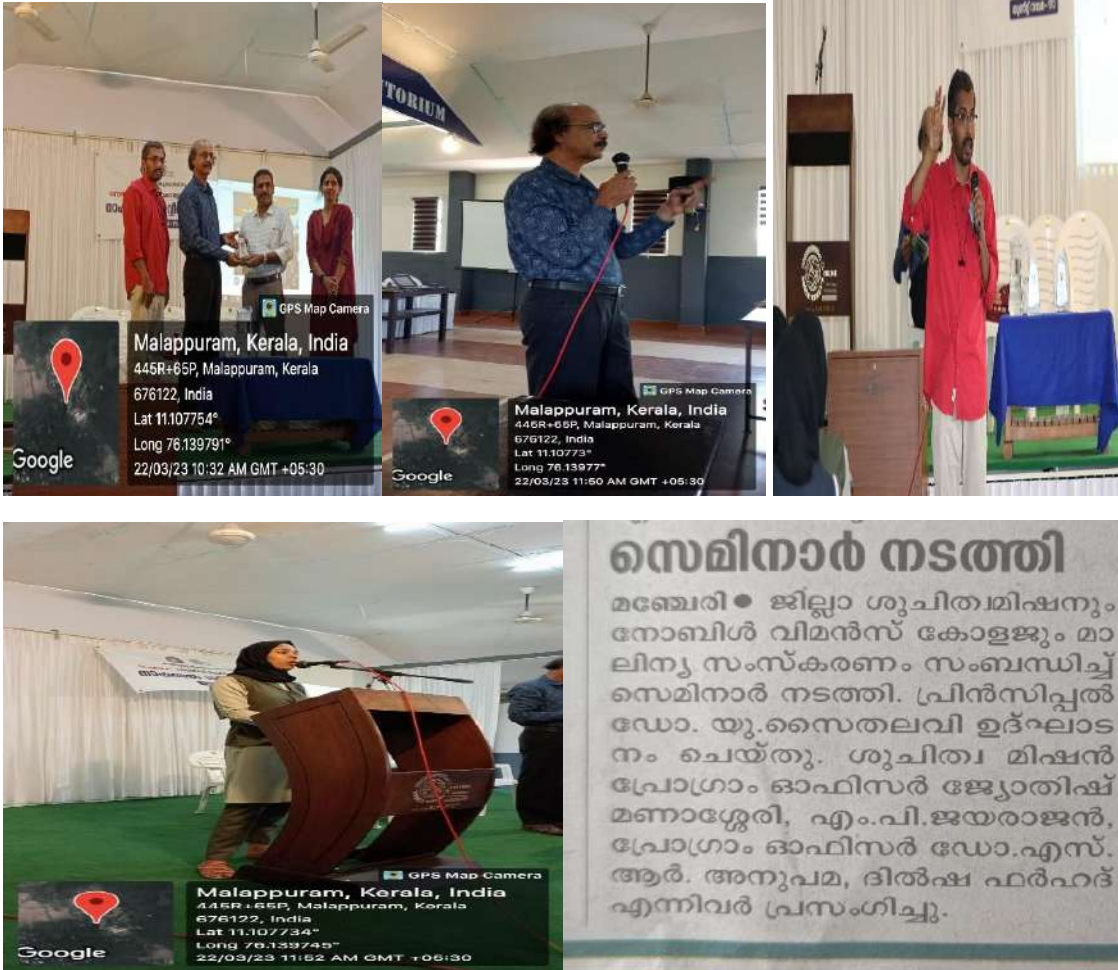 GPS Map Camera
Malappuram, Kerala, India
445R+65P, Malappuram, Kerala
676122, India
Lat 11.107754°
Long 76.139791°
22/03/23 10:32 AM GMT +05:30
Google
TORIUM
GPS Map Camera
Malappuram, Kerala, India
445R+65P, Malappuram, Kerala
676122, India
Lat 11.10773°
Long 76.13977°
22/03/23 11:50 AM GMT +05:30
Google
GPS Map Camera
Malappuram, Kerala, India
445R+65P, Malappuram, Kerala
676122, India
Lat 11.107734°
Long 76.139745°
22/03/23 11:52 AM GMT +05:30
Google
സെമിനാർ നടത്തി
മഞ്ചേരി ● ജില്ലാ ശുചിത്വമിഷനും
നോബിൾ വിമൻസ് കോളജും മാ
ലിന്യ സംസ്കരണം സംബന്ധിച്ച്
സെമിനാർ നടത്തി. പ്രിൻസിപ്പൽ
ഡോ. യു.സൈതലവി ഉദ്ഘാട
നം ചെയ്തു. ശുചിത്വ മിഷൻ
പ്രോഗ്രാം ഓഫിസർ ജ്യോതിഷ്
മണാശ്ശേരി, എം.പി.ജയരാജൻ.
പ്രോഗ്രാം ഓഫിസർ ഡോ.എസ്.
ആർ. അനുപമ, ദിൽഷ ഫർഹദ്
എന്നിവർ പ്രസംഗിച്ചു.